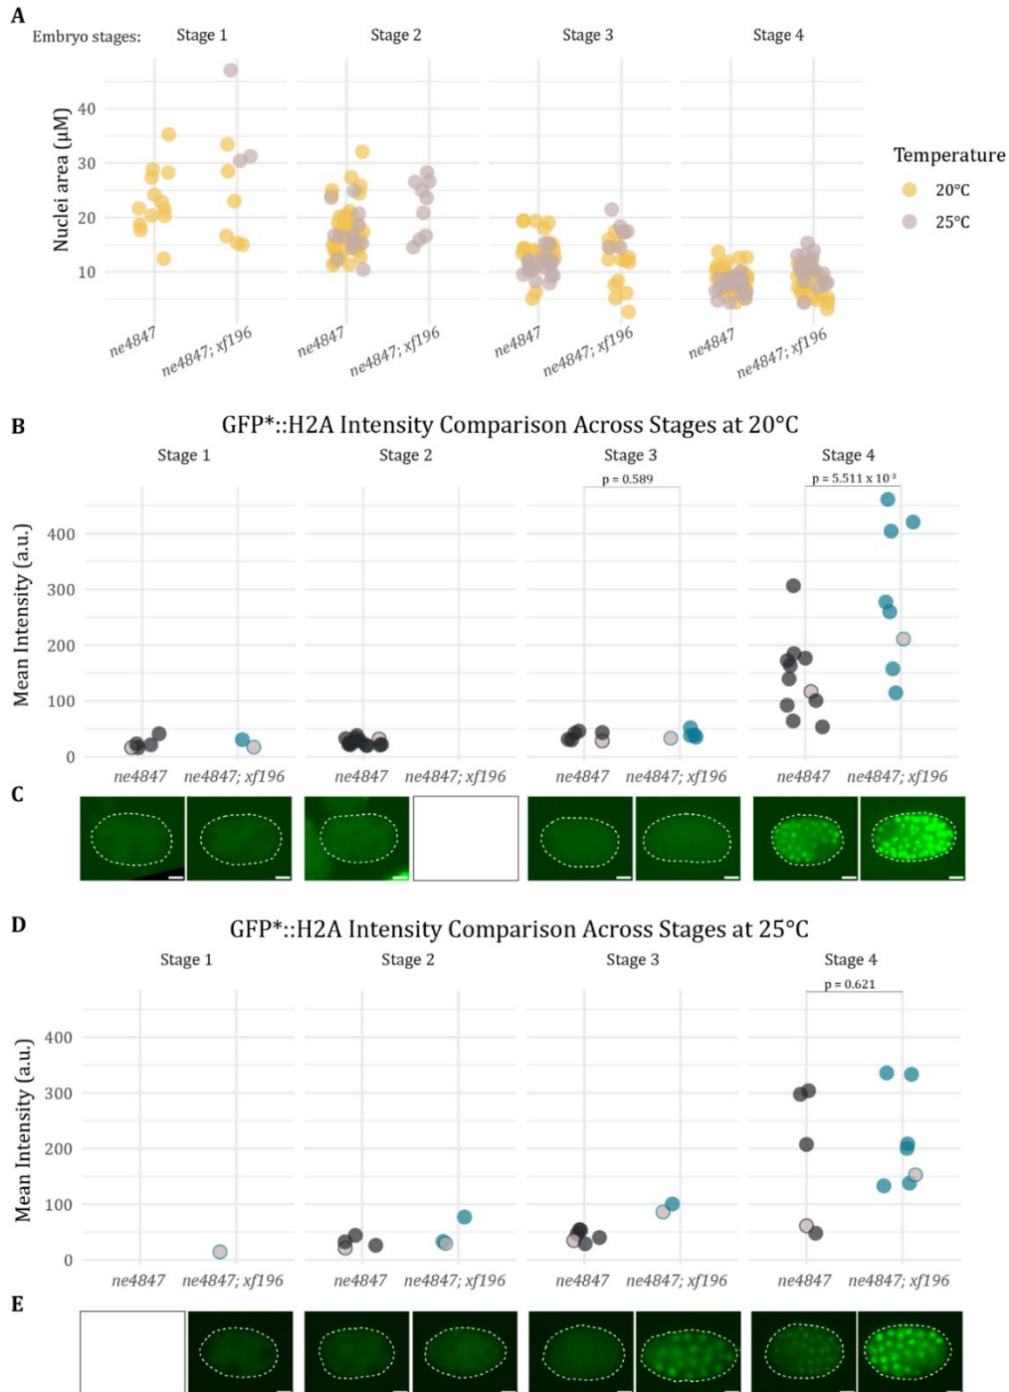 A
Embryo stages: Stage 1 Stage 2 Stage 3 Stage 4
Nuclei area (μM)
40
30
20
10
ne4847 ne4847; xf196 ne4847 ne4847; xf196 ne4847 ne4847; xf196 ne4847 ne4847; xf196
Temperature
20°C
25°C
B
GFP*::H2A Intensity Comparison Across Stages at 20°C
Stage 1 Stage 2 Stage 3 Stage 4
p = 0.589 p = 5.511 x 10⁻²
Mean Intensity (a.u.)
400
300
200
100
0
ne4847 ne4847; xf196 ne4847 ne4847; xf196 ne4847 ne4847; xf196 ne4847 ne4847; xf196
C
D
GFP*::H2A Intensity Comparison Across Stages at 25°C
Stage 1 Stage 2 Stage 3 Stage 4
p = 0.621
Mean Intensity (a.u.)
400
300
200
100
0
ne4847 ne4847; xf196 ne4847 ne4847; xf196 ne4847 ne4847; xf196 ne4847 ne4847; xf196
E